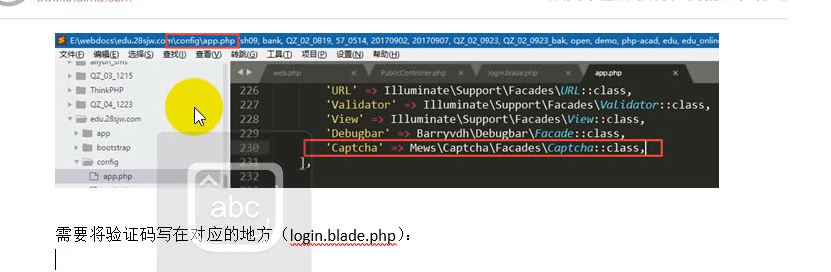 E:\webdocs\edu.28sjw.com\config\app.php sh09, bank, QZ_02_0819, 57_0514, 20170902, 20170907, QZ_02_0923, QZ_02_0923_bak, open, demo, php-acad, edu, edu_online
文件(F) 编辑(E) 选择(S) 查找(I) 查看(V) 转到(G) 工具(T) 项目(P) 设置(N) 帮助(H)
web.php PublicController.php login.blade.php app.php
QZ_03_1215
ThinkPHP
QZ_04_1223
edu.28sjw.com
app
bootstrap
config
app.php
226 'URL' => Illuminate\Support\Facades\URL::class,
227 'Validator' => Illuminate\Support\Facades\Validator::class,
228 'View' => Illuminate\Support\Facades\View::class,
229 'Debugbar' => Barryvdh\Debugbar\Facade::class,
230 'Captcha' => Mews\Captcha\Facades\Captcha::class,
231 ],
232
abc,
需要将验证码写在对应的地方（login.blade.php）：